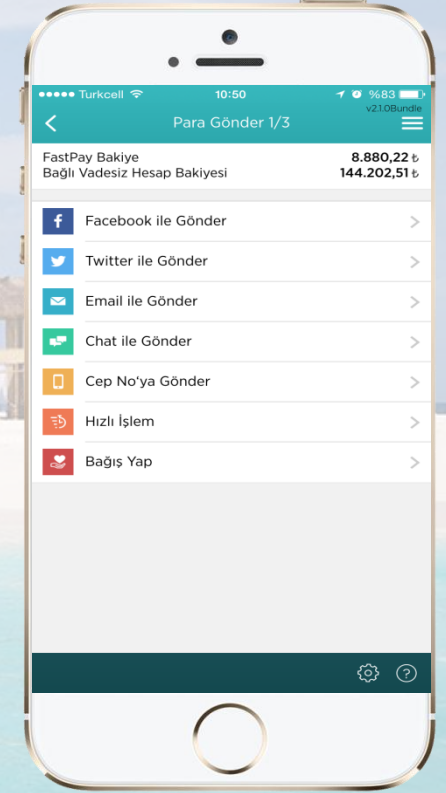 Turkcell 10:50 %83
v2.1.0Bundle
Para Gönder 1/3
FastPay Bakiye 8.880,22 ₺
Bağlı Vadesiz Hesap Bakiyesi 144.202,51 ₺
f Facebook ile Gönder
Twitter ile Gönder
Email ile Gönder
Chat ile Gönder
Cep No'ya Gönder
Hızlı İşlem
Bağış Yap
?